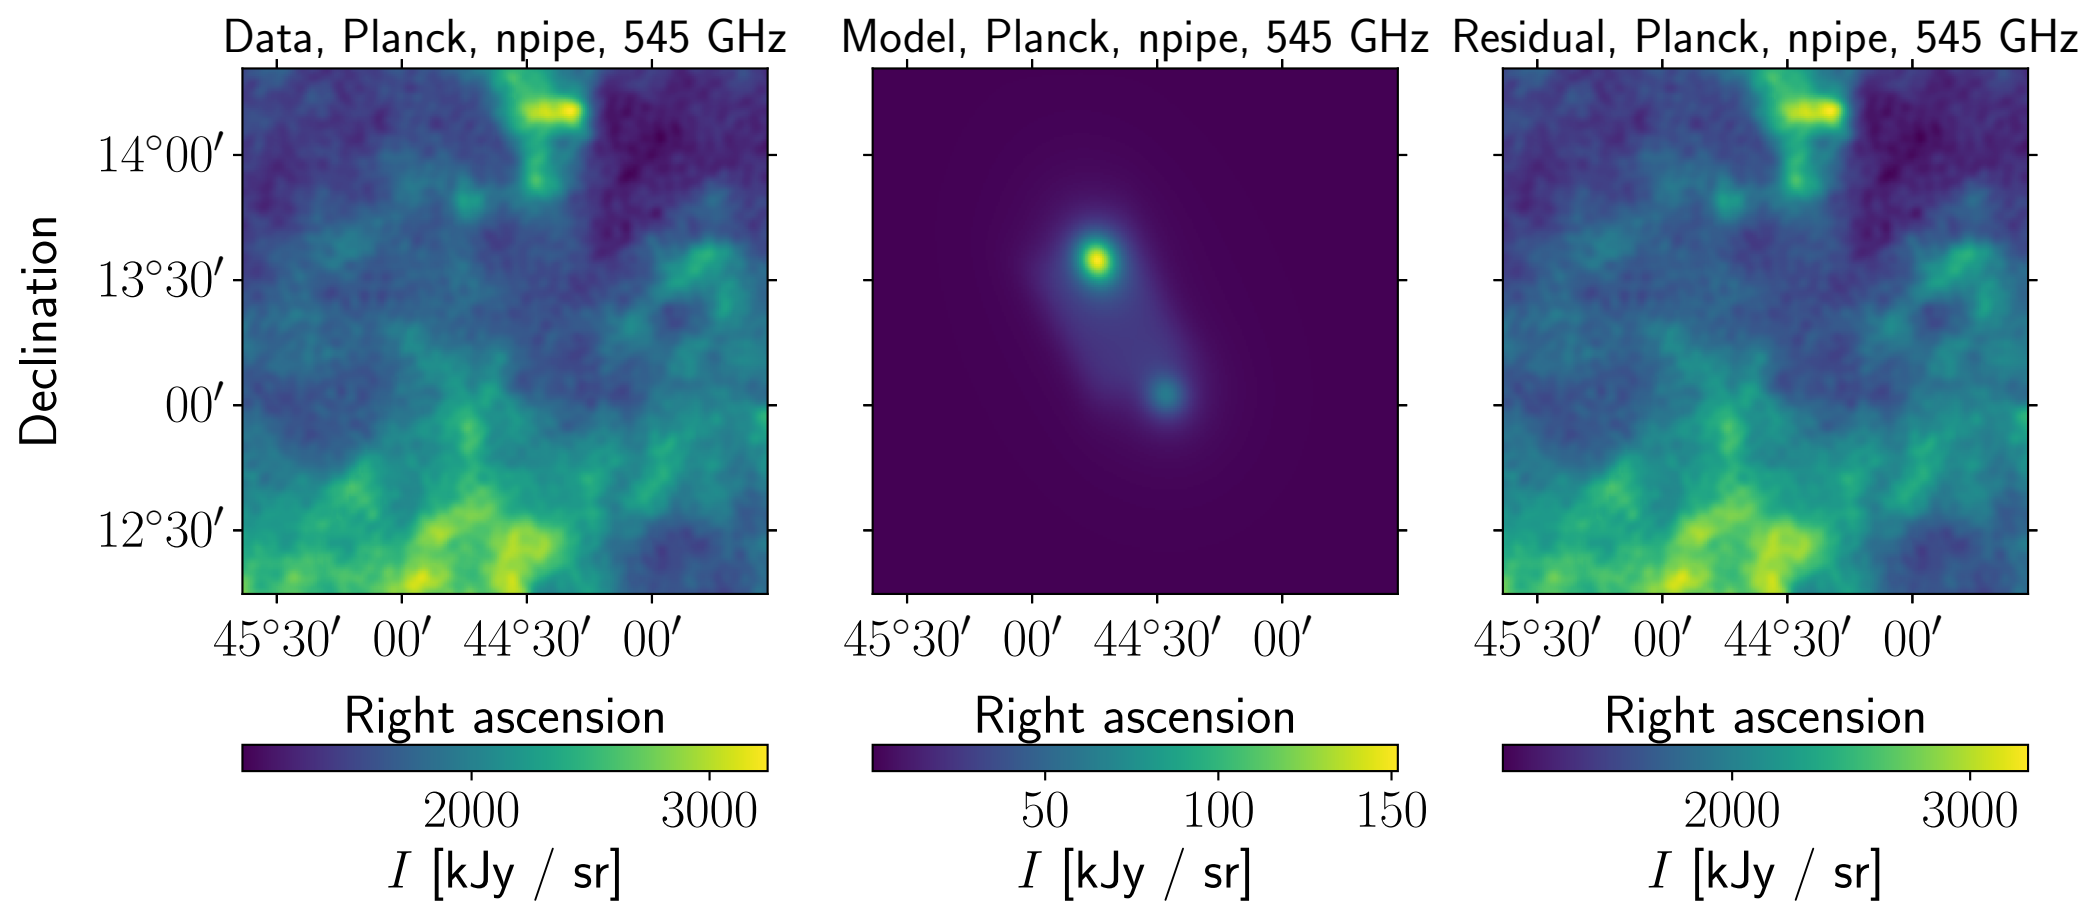 Data, Planck, npipe, 545 GHz Model, Planck, npipe, 545 GHz Residual, Planck, npipe, 545 GHz
Declination
14°00′
13°30′
00′
12°30′
45°30′ 00′ 44°30′ 00′ 45°30′ 00′ 44°30′ 00′ 45°30′ 00′ 44°30′ 00′
Right ascension Right ascension Right ascension
2000 3000 50 100 150 2000 3000
I [kJy / sr] I [kJy / sr] I [kJy / sr]